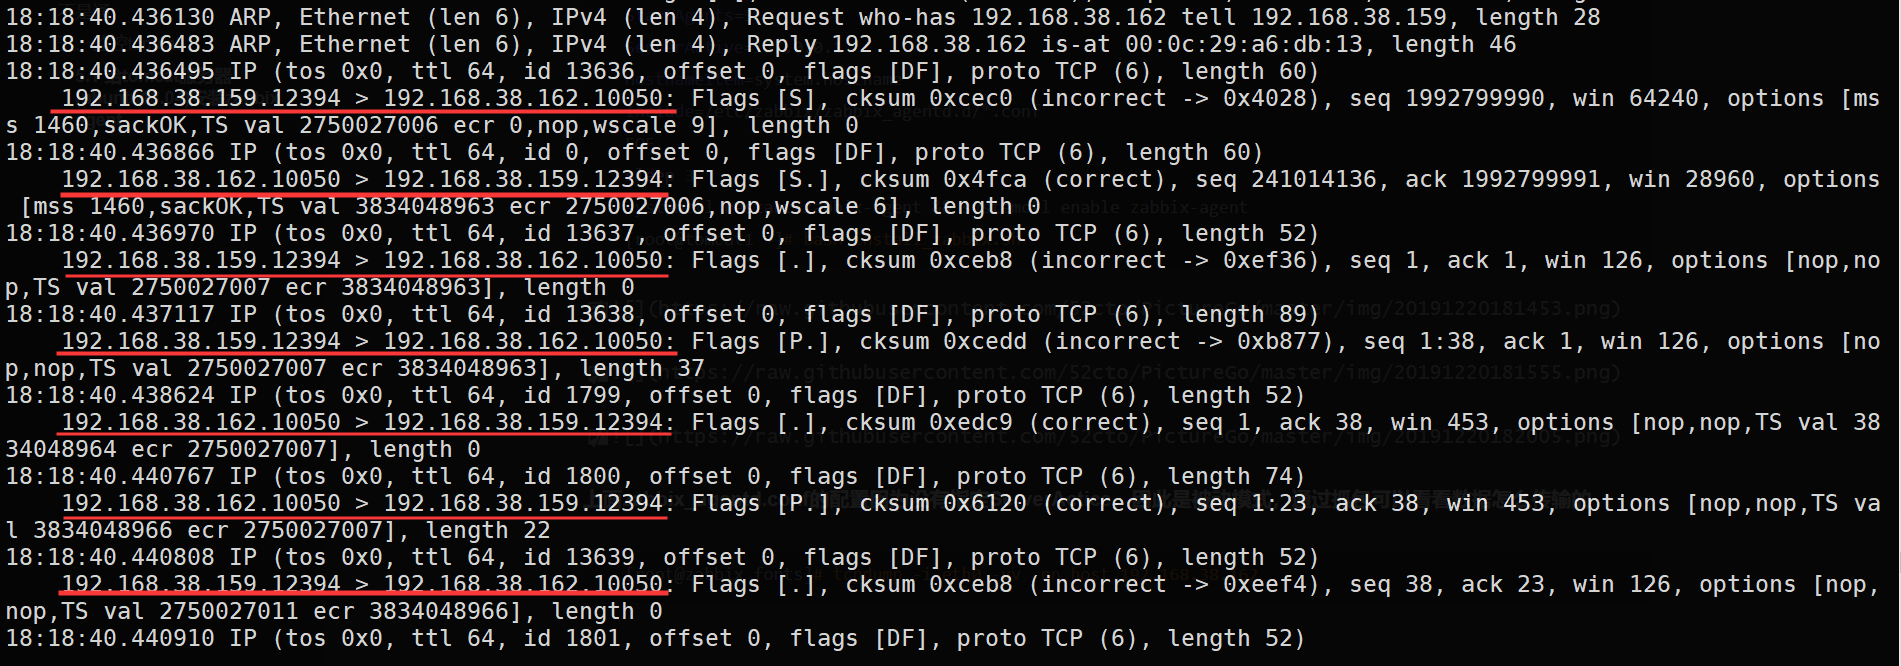 18:18:40.436130 ARP, Ethernet (len 6), IPv4 (len 4), Request who-has 192.168.38.162 tell 192.168.38.159, length 28
18:18:40.436483 ARP, Ethernet (len 6), IPv4 (len 4), Reply 192.168.38.162 is-at 00:0c:29:a6:db:13, length 46
18:18:40.436495 IP (tos 0x0, ttl 64, id 13636, offset 0, flags [DF], proto TCP (6), length 60)
192.168.38.159.12394 > 192.168.38.162.10050: Flags [S], cksum 0xcec0 (incorrect -> 0x4028), seq 1992799990, win 64240, options [ms
s 1460,sackOK,TS val 2750027006 ecr 0,nop,wscale 9], length 0
18:18:40.436866 IP (tos 0x0, ttl 64, id 0, offset 0, flags [DF], proto TCP (6), length 60)
192.168.38.162.10050 > 192.168.38.159.12394: Flags [S.], cksum 0x4fca (correct), seq 241014136, ack 1992799991, win 28960, options
[mss 1460,sackOK,TS val 3834048963 ecr 2750027006,nop,wscale 6], length 0
18:18:40.436970 IP (tos 0x0, ttl 64, id 13637, offset 0, flags [DF], proto TCP (6), length 52)
192.168.38.159.12394 > 192.168.38.162.10050: Flags [.], cksum 0xceb8 (incorrect -> 0xef36), seq 1, ack 1, win 126, options [nop,no
p,TS val 2750027007 ecr 3834048963], length 0
18:18:40.437117 IP (tos 0x0, ttl 64, id 13638, offset 0, flags [DF], proto TCP (6), length 89)
192.168.38.159.12394 > 192.168.38.162.10050: Flags [P.], cksum 0xcedd (incorrect -> 0xb877), seq 1:38, ack 1, win 126, options [no
p,nop,TS val 2750027007 ecr 3834048963], length 37
18:18:40.438624 IP (tos 0x0, ttl 64, id 1799, offset 0, flags [DF], proto TCP (6), length 52)
192.168.38.162.10050 > 192.168.38.159.12394: Flags [.], cksum 0xedc9 (correct), seq 1, ack 38, win 453, options [nop,nop,TS val 38
34048964 ecr 2750027007], length 0
18:18:40.440767 IP (tos 0x0, ttl 64, id 1800, offset 0, flags [DF], proto TCP (6), length 74)
192.168.38.162.10050 > 192.168.38.159.12394: Flags [P.], cksum 0x6120 (correct), seq 1:23, ack 38, win 453, options [nop,nop,TS va
l 3834048966 ecr 2750027007], length 22
18:18:40.440808 IP (tos 0x0, ttl 64, id 13639, offset 0, flags [DF], proto TCP (6), length 52)
192.168.38.159.12394 > 192.168.38.162.10050: Flags [.], cksum 0xceb8 (incorrect -> 0xeef4), seq 38, ack 23, win 126, options [nop,
nop,TS val 2750027011 ecr 3834048966], length 0
18:18:40.440910 IP (tos 0x0, ttl 64, id 1801, offset 0, flags [DF], proto TCP (6), length 52)